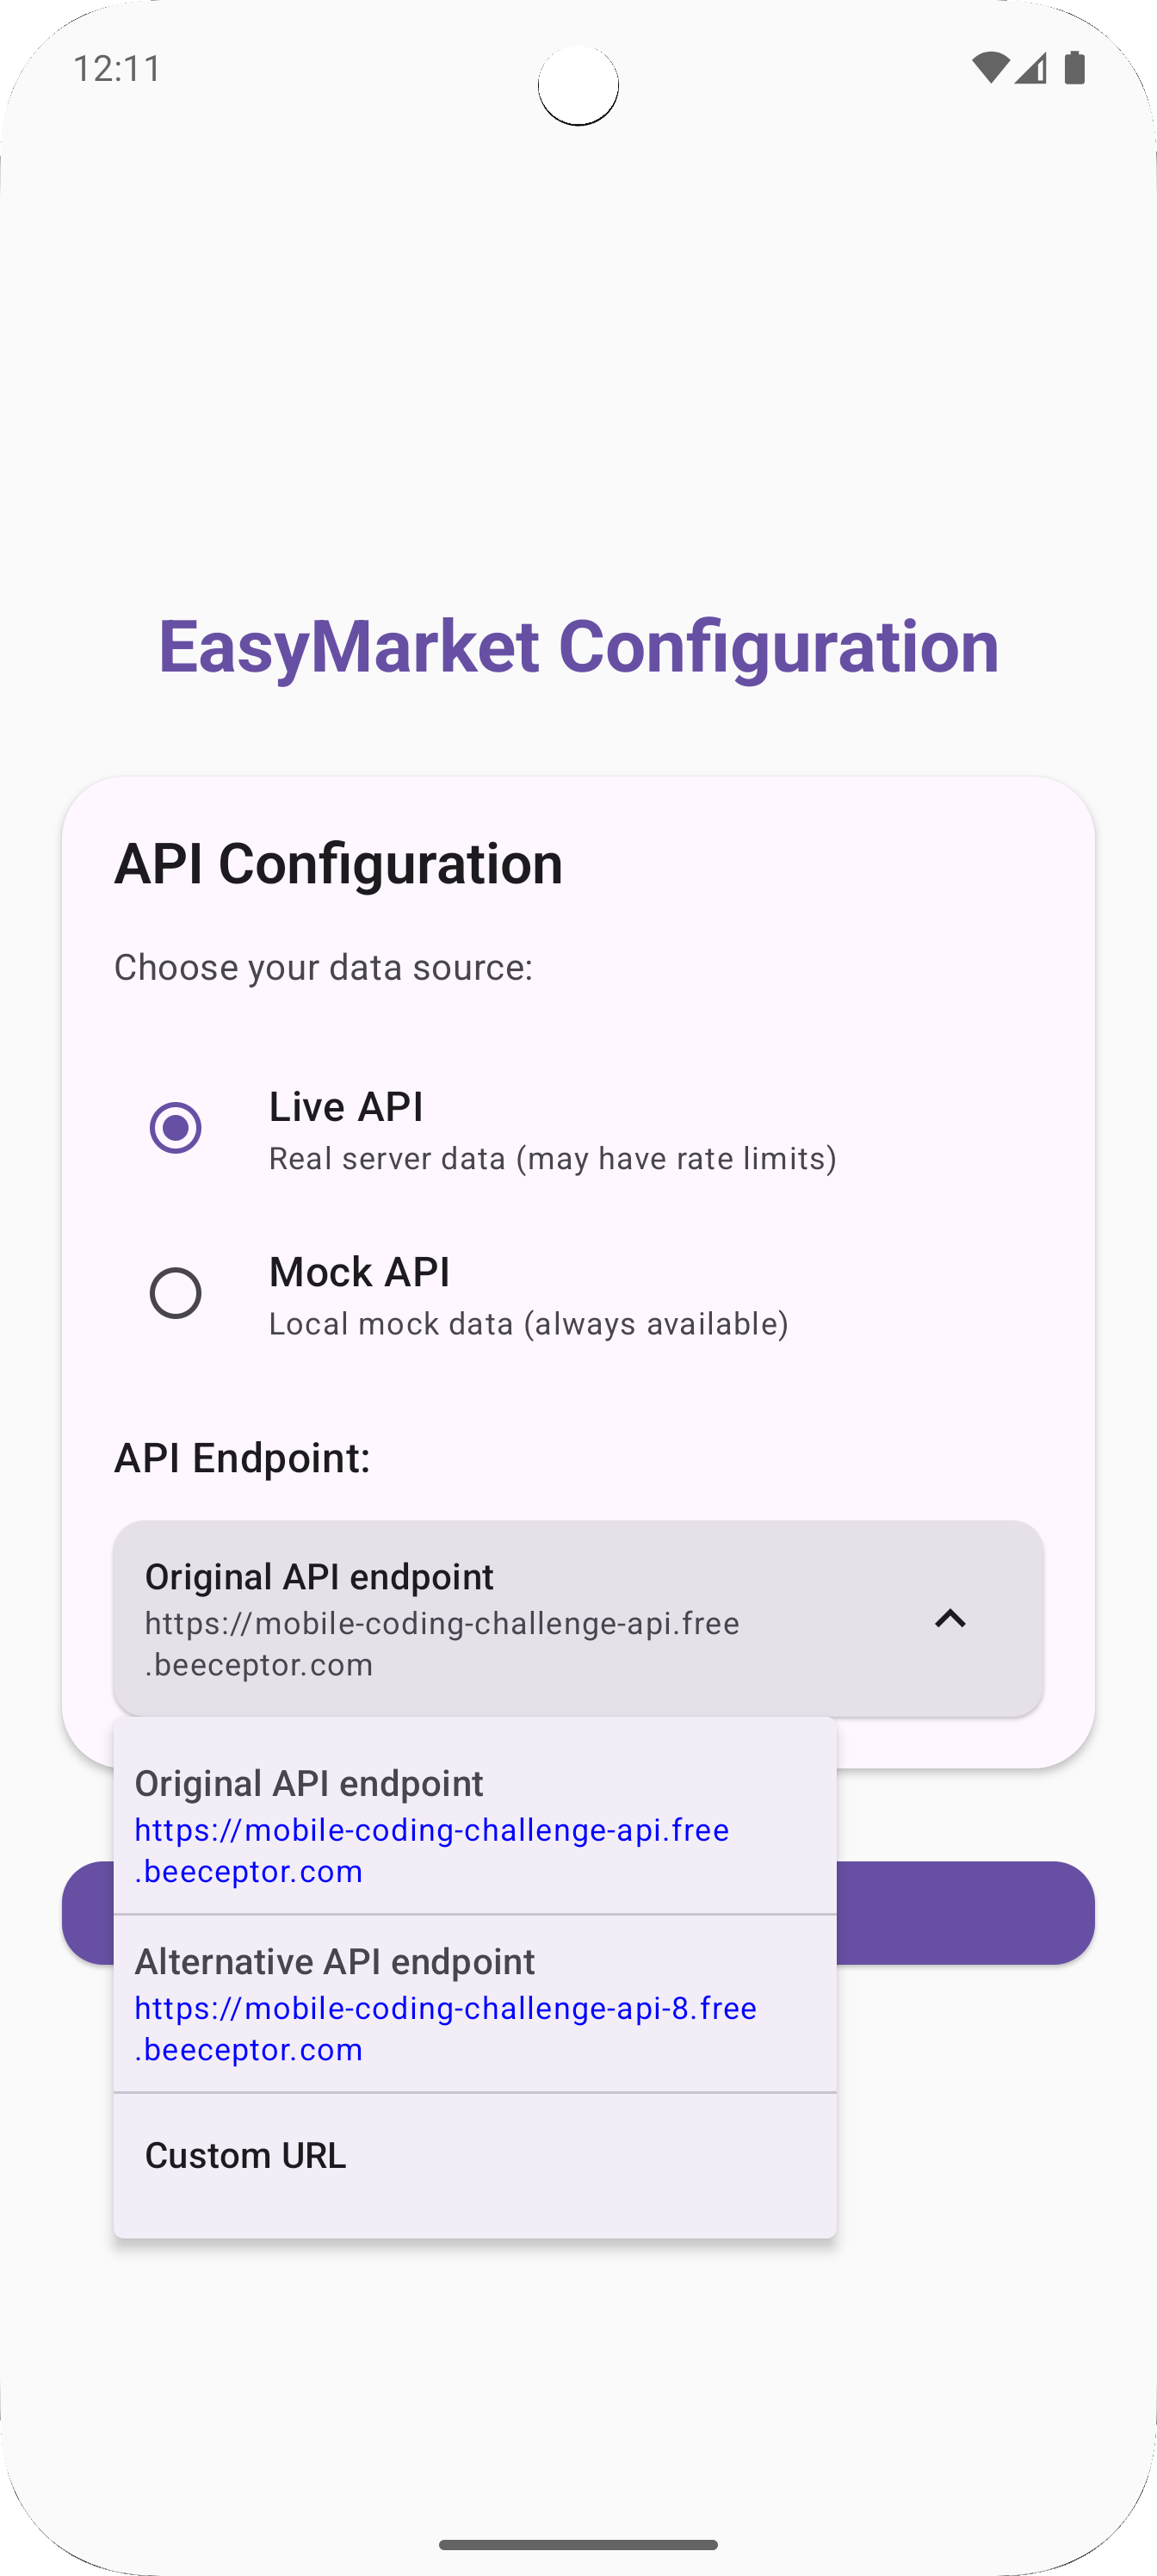 12:11
EasyMarket Configuration
API Configuration
Choose your data source:
Live API
Real server data (may have rate limits)
Mock API
Local mock data (always available)
API Endpoint:
Original API endpoint
https://mobile-coding-challenge-api.free
.beeceptor.com
Original API endpoint
https://mobile-coding-challenge-api.free
.beeceptor.com
Alternative API endpoint
https://mobile-coding-challenge-api-8.free
.beeceptor.com
Custom URL